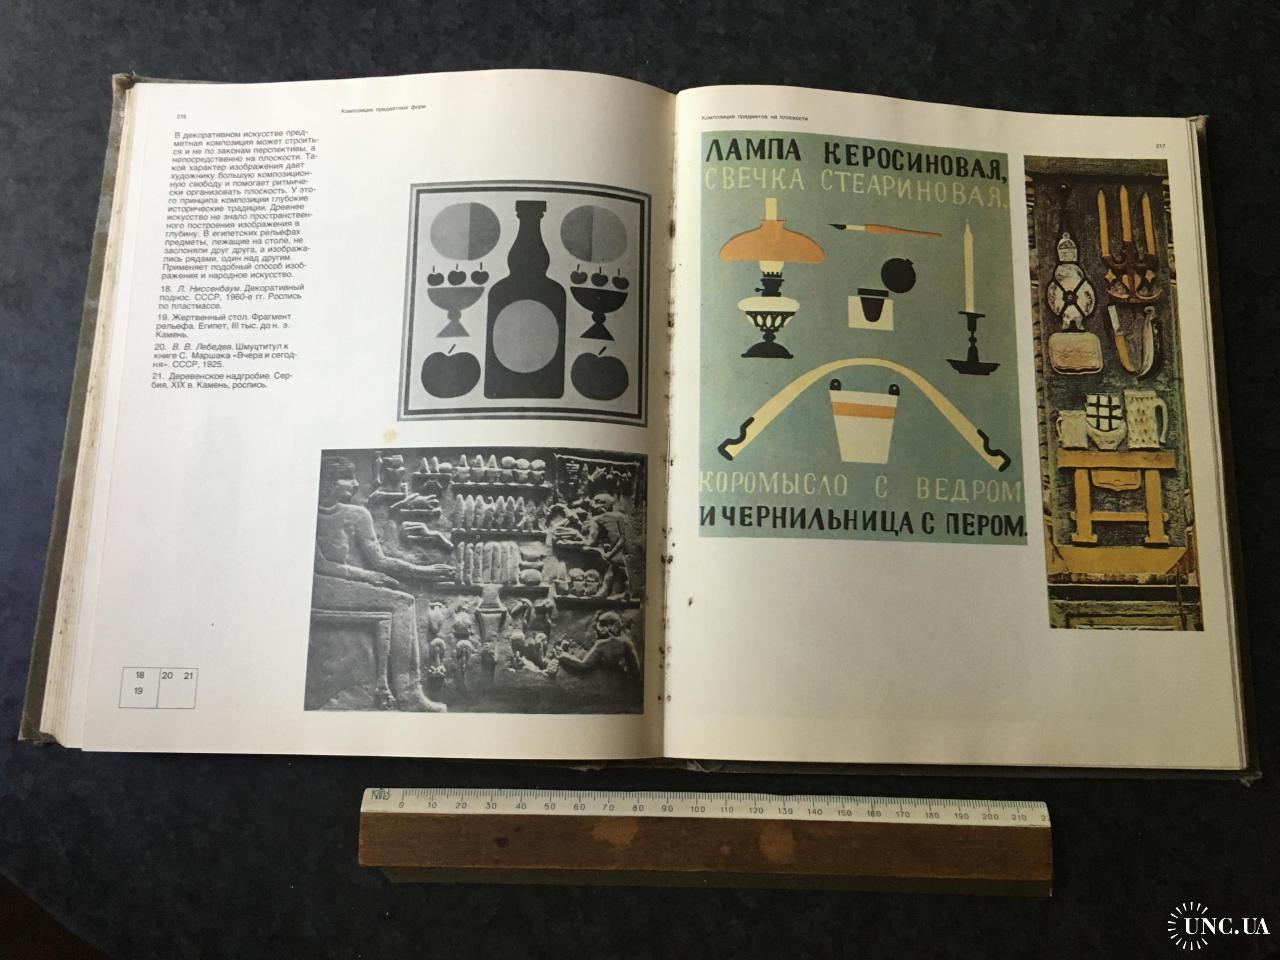 216
Композиция предметных форм
В декоративном искусстве пред-
метная композиция может строить-
ся и не по законам перспективы, а
непосредственно на плоскости. Та-
кой характер изображения дает
художнику большую композицион-
ную свободу и помогает ритмиче-
ски организовать плоскость. У это-
го принципа композиции глубокие
исторические традиции. Древнее
искусство не знало пространствен-
ного построения изображения в
глубину. В египетских рельефах
предметы, лежащие на столе, не
заслоняли друг друга, а изобража-
лись рядами, один над другим.
Применяет подобный способ изоб-
ражения и народное искусство.
18. Л. Ниссенбаум. Декоративный
поднос. СССР, 1960-е гг. Роспись
по пластмассе.
19. Жертвенный стол. Фрагмент
рельефа. Египет, III тыс. до н. э.
Камень.
20. В. В. Лебедев. Шмуцтитул к
книге С. Маршака «Вчера и сегод-
ня». СССР, 1925.
21. Деревенское надгробие. Сер-
бия, XIX в. Камень, роспись.
18 20 21
19
Композиция предметов на плоскости
217
ЛАМПА КЕРОСИНОВАЯ,
СВЕЧКА СТЕАРИНОВАЯ,
КОРОМЫСЛО С ВЕДРОМ
И ЧЕРНИЛЬНИЦА С ПЕРОМ.
0 10 20 30 40 50 60 70 80 90 100 110 120 130 140 150 160 170 180 190 200 210
UNC.UA